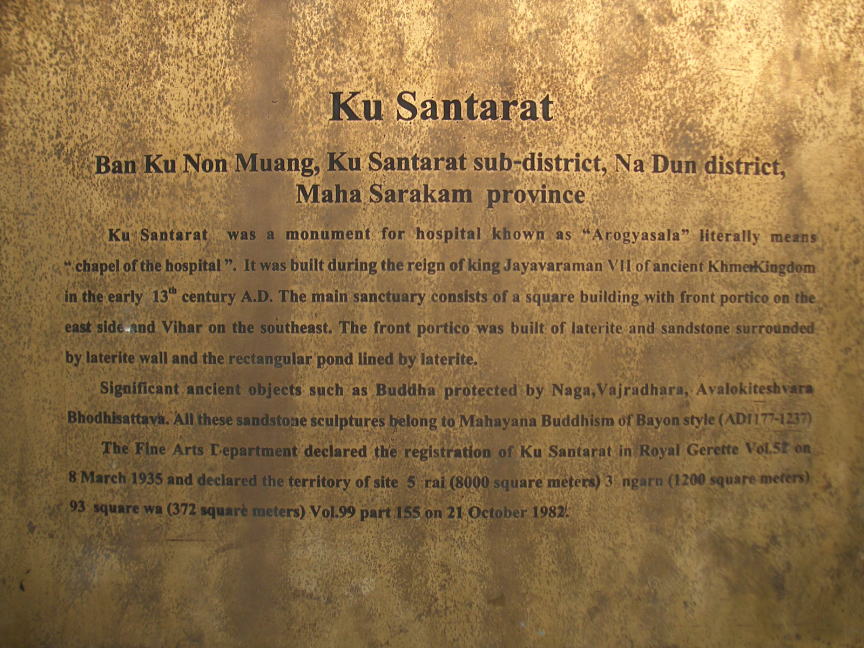 Ku Santarat
Ban Ku Non Muang, Ku Santarat sub-district, Na Dun district,
Maha Sarakam province
Ku Santarat was a monument for hospital khown as “Arogyasala” literally means
“ chapel of the hospital ”. It was built during the reign of king Jayavaraman VII of ancient Khmer Kingdom
in the early 13th century A.D. The main sanctuary consists of a square building with front portico on the
east side and Vihar on the southeast. The front portico was built of laterite and sandstone surrounded
by laterite wall and the rectangular pond lined by laterite.
Significant ancient objects such as Buddha protected by Naga,Vajradhara, Avalokiteshvara
Bhodhisattava. All these sandstone sculptures belong to Mahayana Buddhism of Bayon style (AD1177-1237)
The Fine Arts Department declared the registration of Ku Santarat in Royal Gerette Vol.52 on
8 March 1935 and declared the territory of site 5 rai (8000 square meters) 3 ngarn (1200 square meters)
93 square wa (372 square meters) Vol.99 part 155 on 21 October 1982.